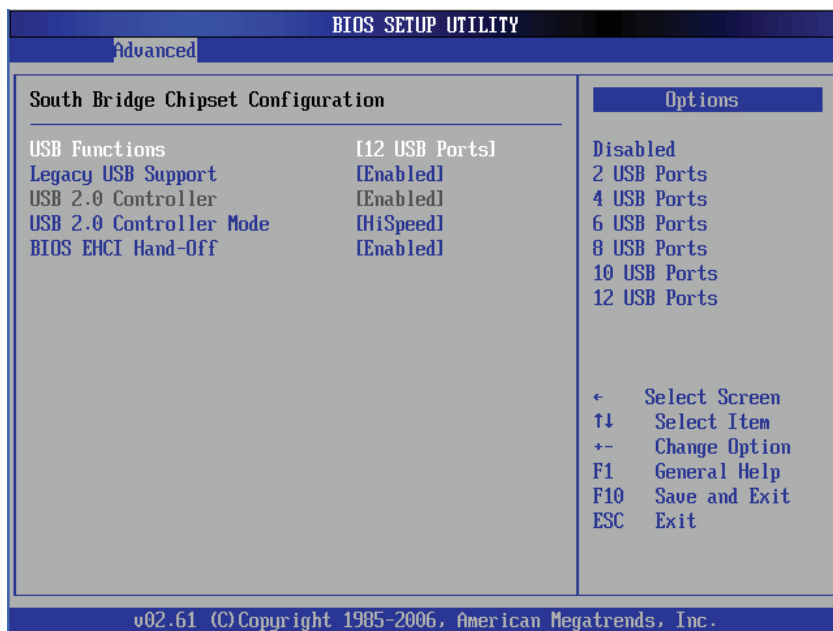 BIOS SETUP UTILITY
Advanced
South Bridge Chipset Configuration
USB Functions [12 USB Ports]
Legacy USB Support [Enabled]
USB 2.0 Controller [Enabled]
USB 2.0 Controller Mode [HiSpeed]
BIOS EHCI Hand-Off [Enabled]
Options
Disabled
2 USB Ports
4 USB Ports
6 USB Ports
8 USB Ports
10 USB Ports
12 USB Ports
← Select Screen
↑↓ Select Item
+- Change Option
F1 General Help
F10 Save and Exit
ESC Exit
v02.61 (C)Copyright 1985-2006, American Megatrends, Inc.